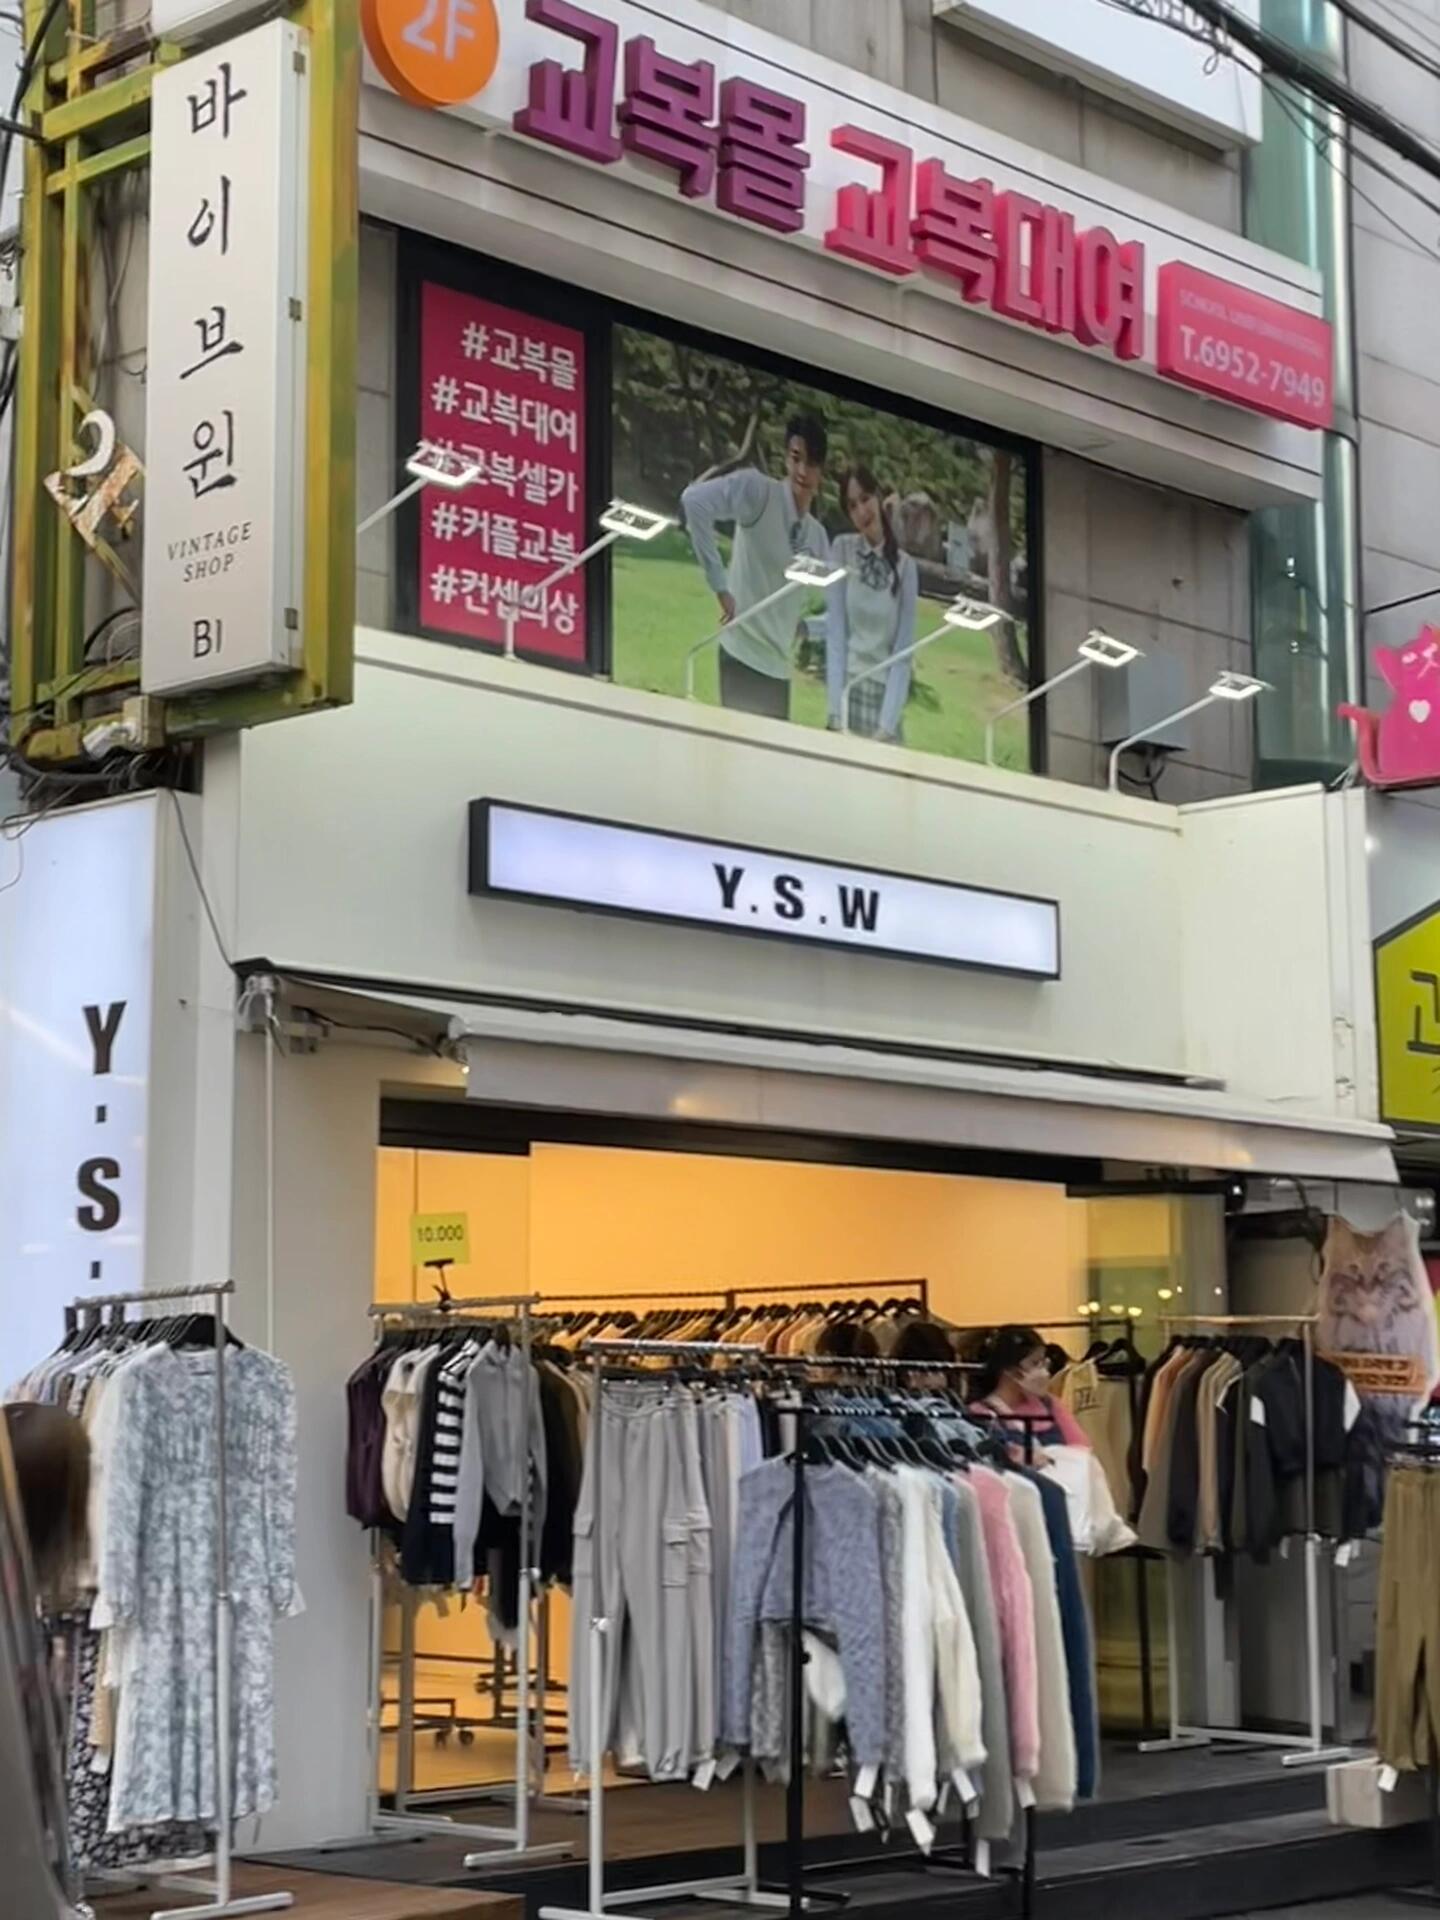 2F
교복몰 교복대여
T.6952-7949
바이브원
VINTAGE
SHOP
BI
#교복몰
#교복대여
#교복셀카
#커플교복
#컨셉의상
Y.S.W
Y.S.
10.000